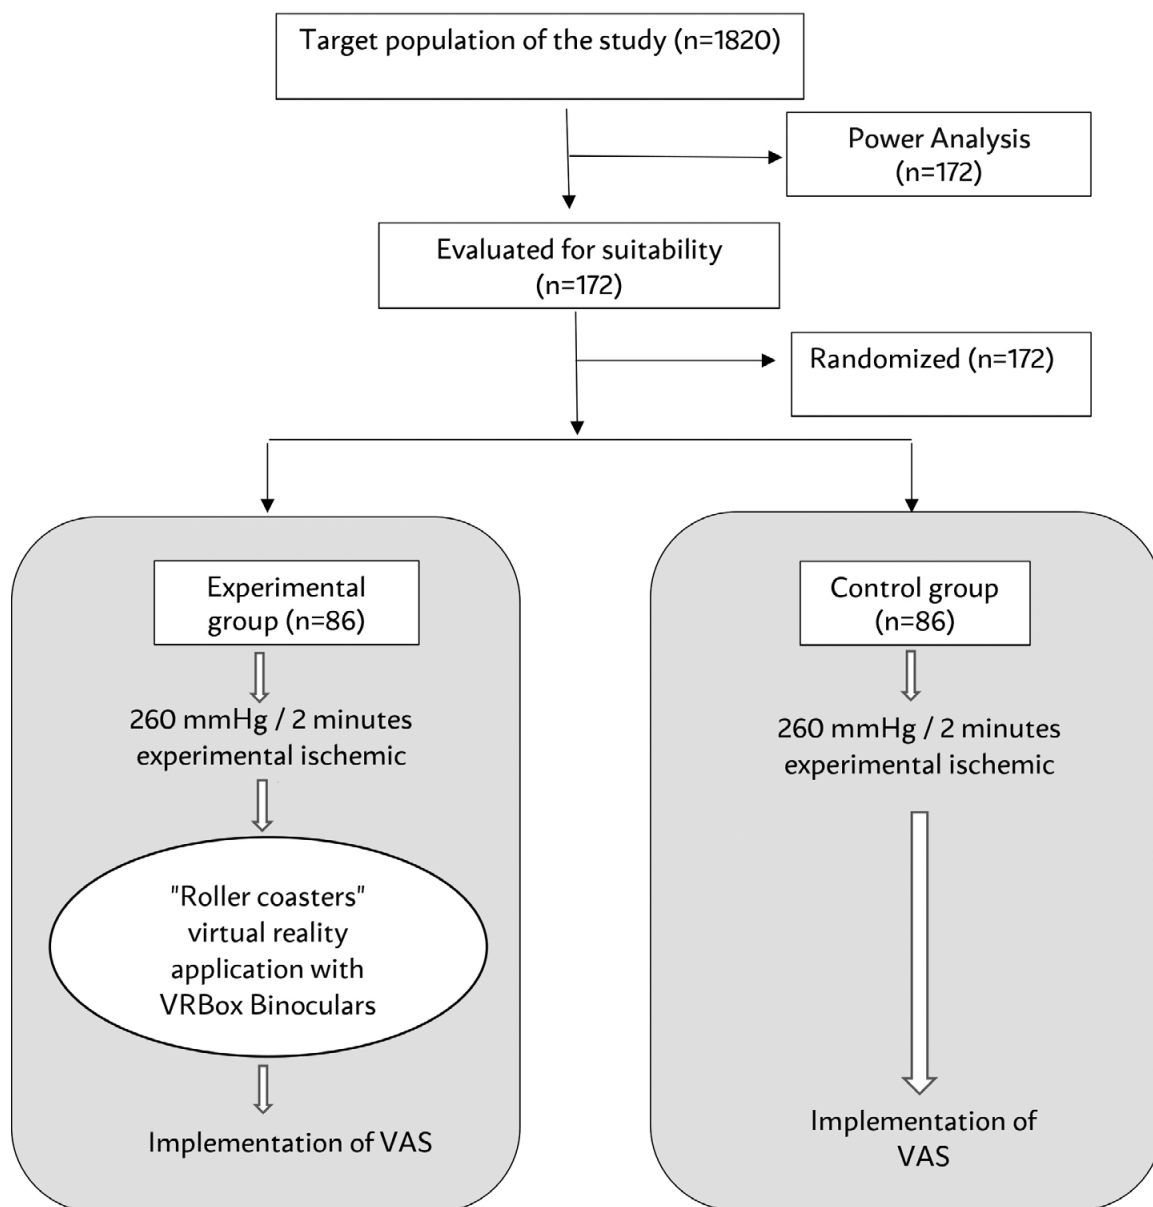 Target population of the study (n=1820)
Power Analysis
(n=172)
Evaluated for suitability
(n=172)
Randomized (n=172)
Experimental
group (n=86)
260 mmHg / 2 minutes
experimental ischemic
"Roller coasters"
virtual reality
application with
VRBox Binoculars
Implementation of VAS
Control group
(n=86)
260 mmHg / 2 minutes
experimental ischemic
Implementation of
VAS